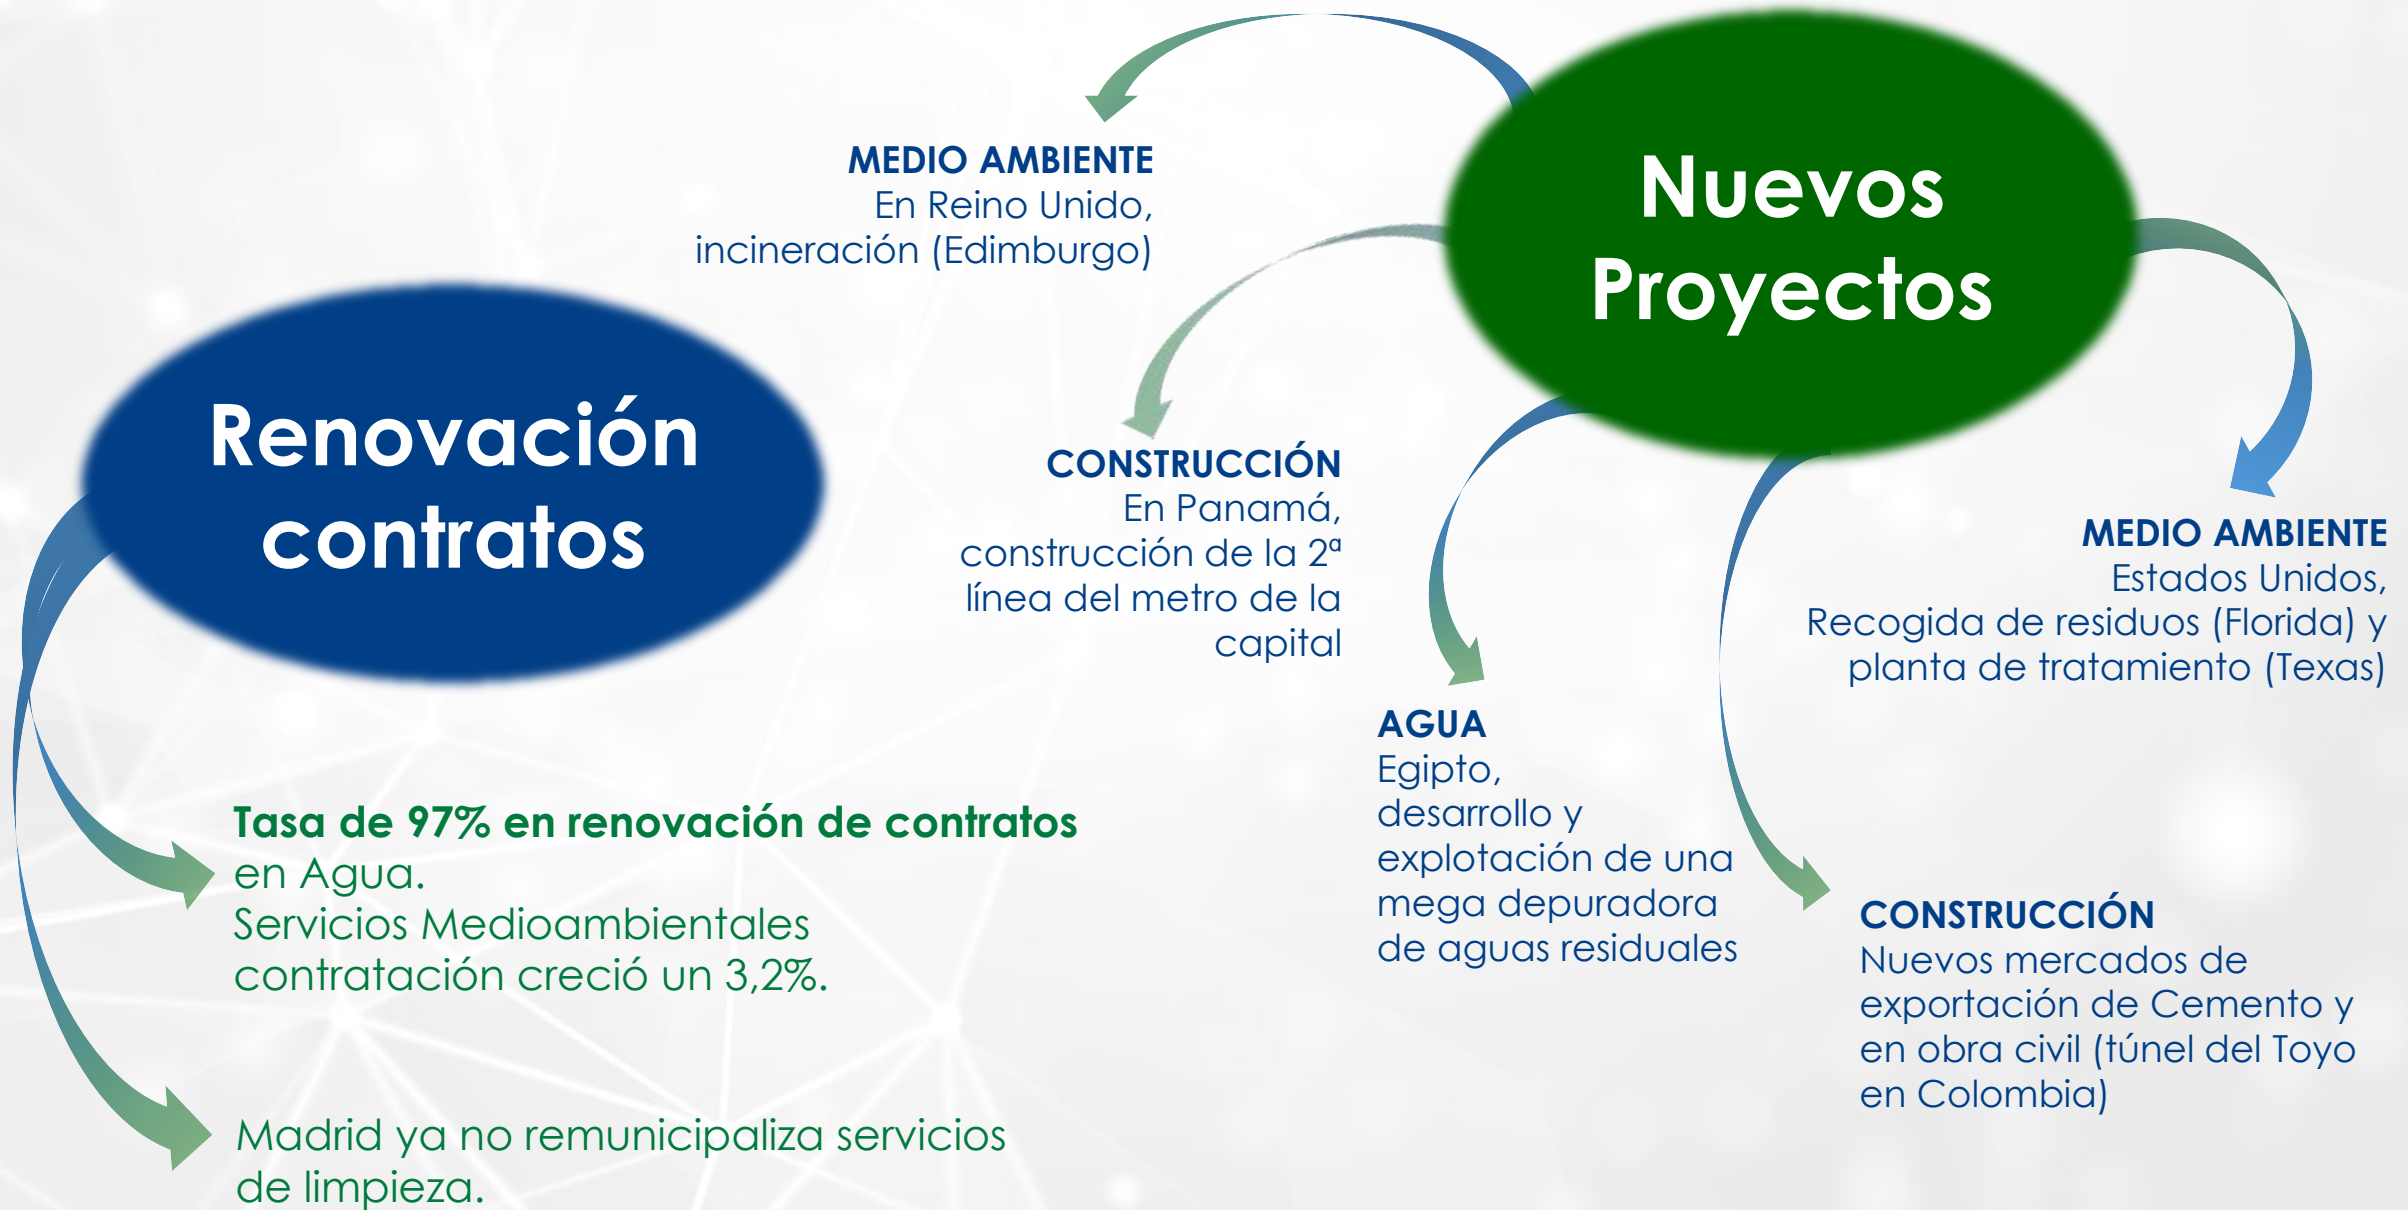 Renovación
contratos
Tasa de 97% en renovación de contratos
en Agua.
Servicios Medioambientales
contratación creció un 3,2%.
Madrid ya no remunicipaliza servicios
de limpieza.
Nuevos
Proyectos
MEDIO AMBIENTE
En Reino Unido,
incineración (Edimburgo)
CONSTRUCCIÓN
En Panamá,
construcción de la 2ª
línea del metro de la
capital
AGUA
Egipto,
desarrollo y
explotación de una
mega depuradora
de aguas residuales
CONSTRUCCIÓN
Nuevos mercados de
exportación de Cemento y
en obra civil (túnel del Toyo
en Colombia)
MEDIO AMBIENTE
Estados Unidos,
Recogida de residuos (Florida) y
planta de tratamiento (Texas)